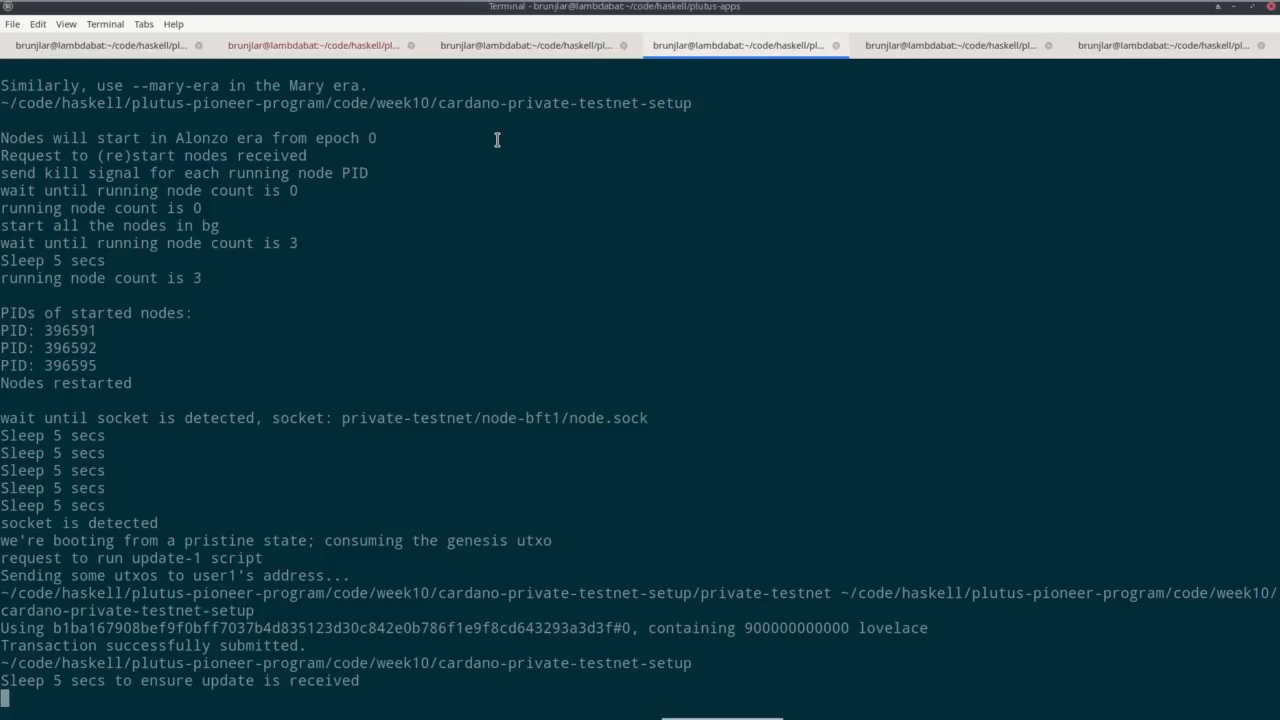 Terminal - brunjlar@lambdabat:~/code/haskell/plutus-apps
File Edit View Terminal Tabs Help
brunjlar@lambdabat:~/code/haskell/pl... brunjlar@lambdabat:~/code/haskell/pl... brunjlar@lambdabat:~/code/haskell/pl... brunjlar@lambdabat:~/code/haskell/pl... brunjlar@lambdabat:~/code/haskell/pl... brunjlar@lambdabat:~/code/haskell/pl...
Similarly, use --mary-era in the Mary era.
~/code/haskell/plutus-pioneer-program/code/week10/cardano-private-testnet-setup
Nodes will start in Alonzo era from epoch 0
Request to (re)start nodes received
send kill signal for each running node PID
wait until running node count is 0
running node count is 0
start all the nodes in bg
wait until running node count is 3
Sleep 5 secs
running node count is 3
PIDs of started nodes:
PID: 396591
PID: 396592
PID: 396595
Nodes restarted
wait until socket is detected, socket: private-testnet/node-bft1/node.sock
Sleep 5 secs
Sleep 5 secs
Sleep 5 secs
Sleep 5 secs
Sleep 5 secs
socket is detected
we're booting from a pristine state; consuming the genesis utxo
request to run update-1 script
Sending some utxos to user1's address...
~/code/haskell/plutus-pioneer-program/code/week10/cardano-private-testnet-setup/private-testnet ~/code/haskell/plutus-pioneer-program/code/week10/
cardano-private-testnet-setup
Using b1ba167908bef9f0bff7037b4d835123d30c842e0b786f1e9f8cd643293a3d3f#0, containing 900000000000 lovelace
Transaction successfully submitted.
~/code/haskell/plutus-pioneer-program/code/week10/cardano-private-testnet-setup
Sleep 5 secs to ensure update is received